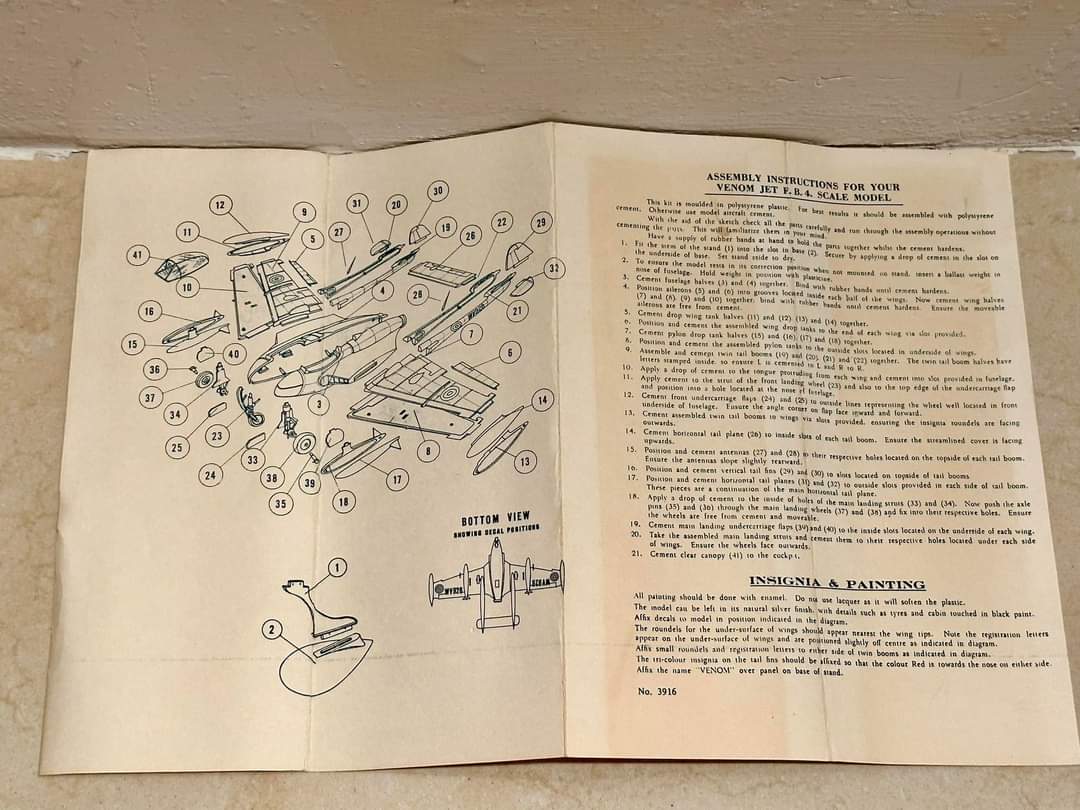 12
9
31
20
30
11
5
27
19
22
29
41
26
10
4
32
28
16
21
7
15
40
6
36
37
3
34
14
23
25
8
13
24
33
17
38
39
35
18
BOTTOM VIEW
SHOWING DECAL POSITIONS
1
2
ASSEMBLY INSTRUCTIONS FOR YOUR
VENOM JET F.B.4. SCALE MODEL
This kit is moulded in polystyrene plastic. For best results it should be assembled with polystyrene
cement. Otherwise use model aircraft cement.
With the aid of the sketch check all the parts carefully and run through the assembly operations without
cementing the parts. This will familiarize them in your mind.
Have a supply of rubber bands at hand to hold the parts together whilst the cement hardens.
1. Fit the stem of the stand (1) into the slot in base (2). Secure by applying a drop of cement in the slot on
the underside of base. Set stand aside to dry.
2. To ensure the model rests in its correction position when not mounted on stand, insert a ballast weight in
nose of fuselage. Hold weight in position with plasticine.
3. Cement fuselage halves (3) and (4) together. Bind with rubber bands until cement hardens.
4. Position ailerons (5) and (6) into grooves located inside each half of the wings. Now cement wing halves
(7) and (8), (9) and (10) together, bind with rubber bands until cement hardens. Ensure the moveable
ailerons are free from cement.
5. Cement drop wing tank halves (11) and (12), (13) and (14) together.
6. Position and cement the assembled wing drop tanks to the end of each wing via slot provided.
7. Cement pylon drop tank halves (15) and (16), (17) and (18) together.
8. Position and cement the assembled pylon tanks to the outside slots located in underside of wings.
9. Assemble and cement twin tail booms (19) and (20), (21) and (22) together. The twin tail boom halves have
letters stamped inside, so ensure L is cemented to L and R to R.
10. Apply a drop of cement to the tongue protruding from each wing and cement into slot provided in fuselage.
11. Apply cement to the strut of the front landing wheel (23) and also to the top edge of the undercarriage flap
and position into a hole located at the nose of fuselage.
12. Cement front undercarriage flaps (24) and (25) to outside lines representing the wheel well located in front
underside of fuselage. Ensure the angle corner on flap face inward and forward.
13. Cement assembled twin tail booms to wings via slots provided, ensuring the insignia roundels are facing
outwards.
14. Cement horizontal tail plane (26) to inside slots of each tail boom. Ensure the streamlined cover is facing
upwards.
15. Position and cement antennas (27) and (28) to their respective holes located on the topside of each tail boom.
Ensure the antennas slope slightly rearward.
16. Position and cement vertical tail fins (29) and (30) to slots located on topside of tail booms
17. Position and cement horizontal tail planes (31) and (32) to outside slots provided in each side of tail boom.
These pieces are a continuation of the main horizontal tail plane.
18. Apply a drop of cement to the inside of holes of the main landing struts (33) and (34). Now push the axle
pins (35) and (36) through the main landing wheels (37) and (38) and fix into their respective holes. Ensure
the wheels are free from cement and moveable.
19. Cement main landing undercarriage flaps (39) and (40) to the inside slots located on the underside of each wing.
20. Take the assembled main landing struts and cement them to their respective holes located under each side
of wings. Ensure the wheels face outwards.
21. Cement clear canopy (41) to the cockpit.
INSIGNIA & PAINTING
All painting should be done with enamel. Do not use lacquer as it will soften the plastic.
The model can be left in its natural silver finish, with details such as tyres and cabin touched in black paint.
Affix decals to model in position indicated in the diagram.
The roundels for the under-surface of wings should appear nearest the wing tips. Note the registration letters
appear on the under-surface of wings and are positioned slightly off centre as indicated in diagram.
Affix small roundels and registration letters to either side of twin booms as indicated in diagram.
The tri-colour insignia on the tail fins should be affixed so that the colour Red is towards the nose on either side.
Affix the name "VENOM" over panel on base of stand.
No. 3916